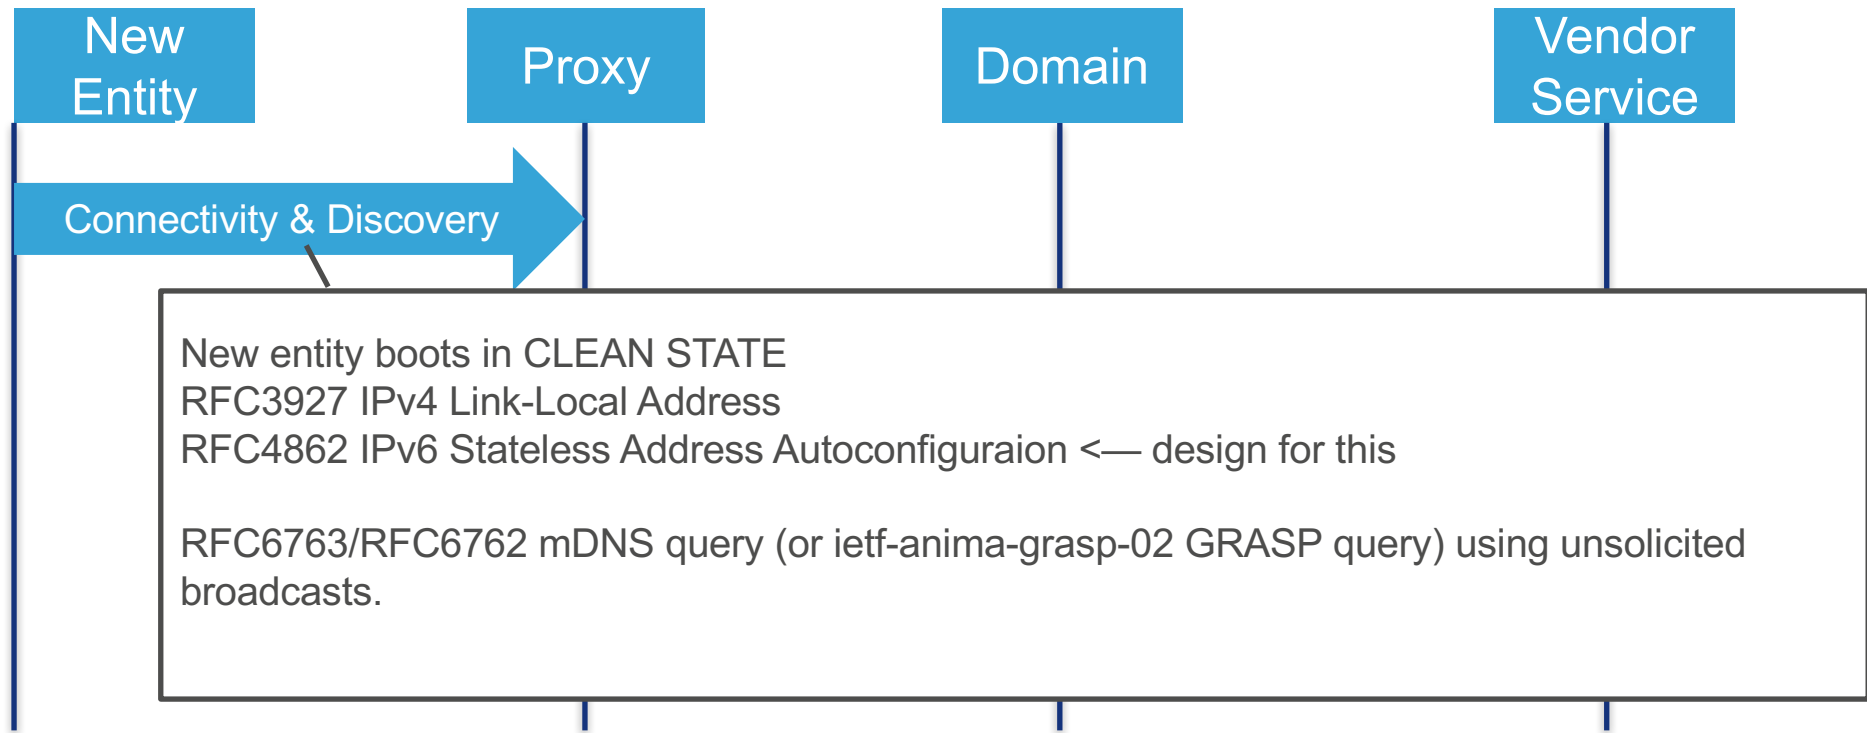 New
Entity
Proxy
Domain
Vendor
Service
Connectivity & Discovery
New entity boots in CLEAN STATE
RFC3927 IPv4 Link-Local Address
RFC4862 IPv6 Stateless Address Autoconfiguraion <— design for this
RFC6763/RFC6762 mDNS query (or ietf-anima-grasp-02 GRASP query) using unsolicited
broadcasts.